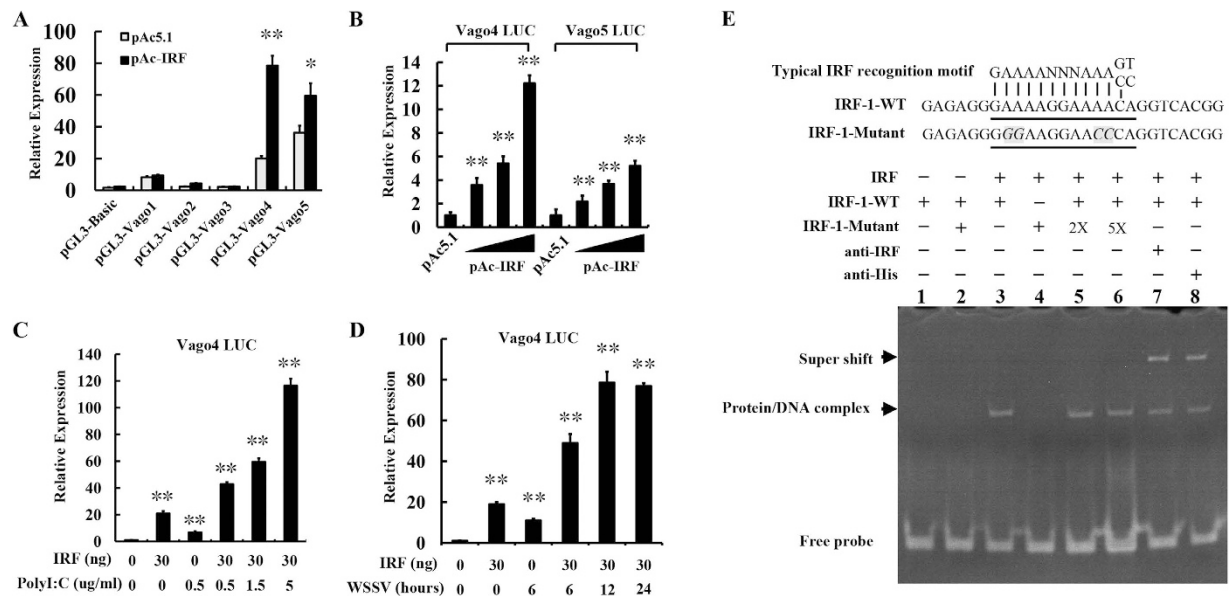 A
Relative Expression
100
80
60
40
20
0
pAc5.1
pAc-IRF
**
*
pGL3-Basic
pGL3-Vago1
pGL3-Vago2
pGL3-Vago3
pGL3-Vago4
pGL3-Vago5
B
Vago4 LUC
Vago5 LUC
Relative Expression
14
12
10
8
6
4
2
0
**
**
**
**
**
**
pAc5.1
pAc5.1
pAc-IRF
pAc-IRF
C
Vago4 LUC
Relative Expression
140
120
100
80
60
40
20
0
**
**
**
**
**
IRF (ng) 0 30 0 30 30 30
PolyI:C (ug/ml) 0 0 0.5 0.5 1.5 5
D
Vago4 LUC
Relative Expression
100
80
60
40
20
0
**
**
**
**
**
0 30 0 30 30 30
WSSV (hours) 0 0 6 6 12 24
E
GT
Typical IRF recognition motif GAAAANNNAAA
CC
IRF-1-WT GAGAGGGAAAAGGAAAACAGGTCACGG
IRF-1-Mutant GAGAGGGGGAAGGAACCCAGGTCACGG
IRF − − + + + + + +
IRF-1-WT + + + − + + + +
IRF-1-Mutant − + − + 2X 5X − −
anti-IRF − − − − − − + −
anti-IIis − − − − − − − +
1 2 3 4 5 6 7 8
Super shift
Protein/DNA complex
Free probe